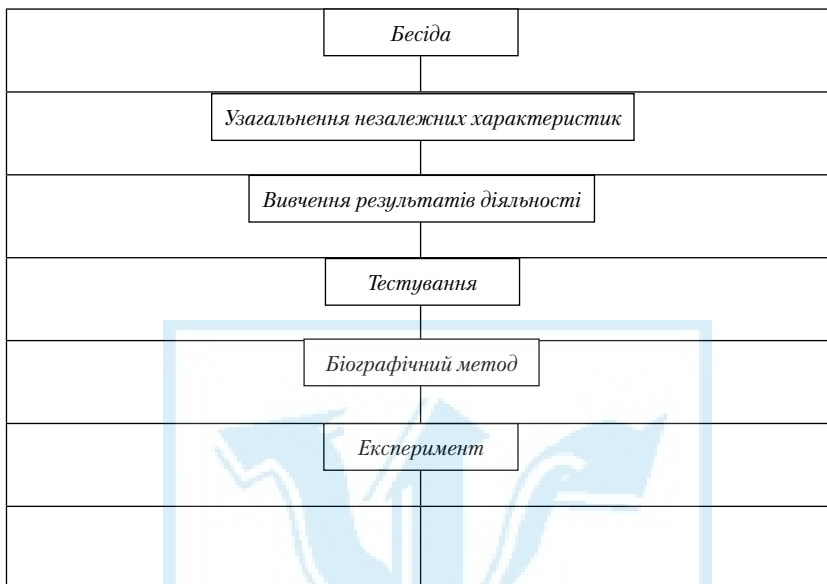 Бесіда
Узагальнення незалежних характеристик
Вивчення результатів діяльності
Тестування
Біографічний метод
Експеримент